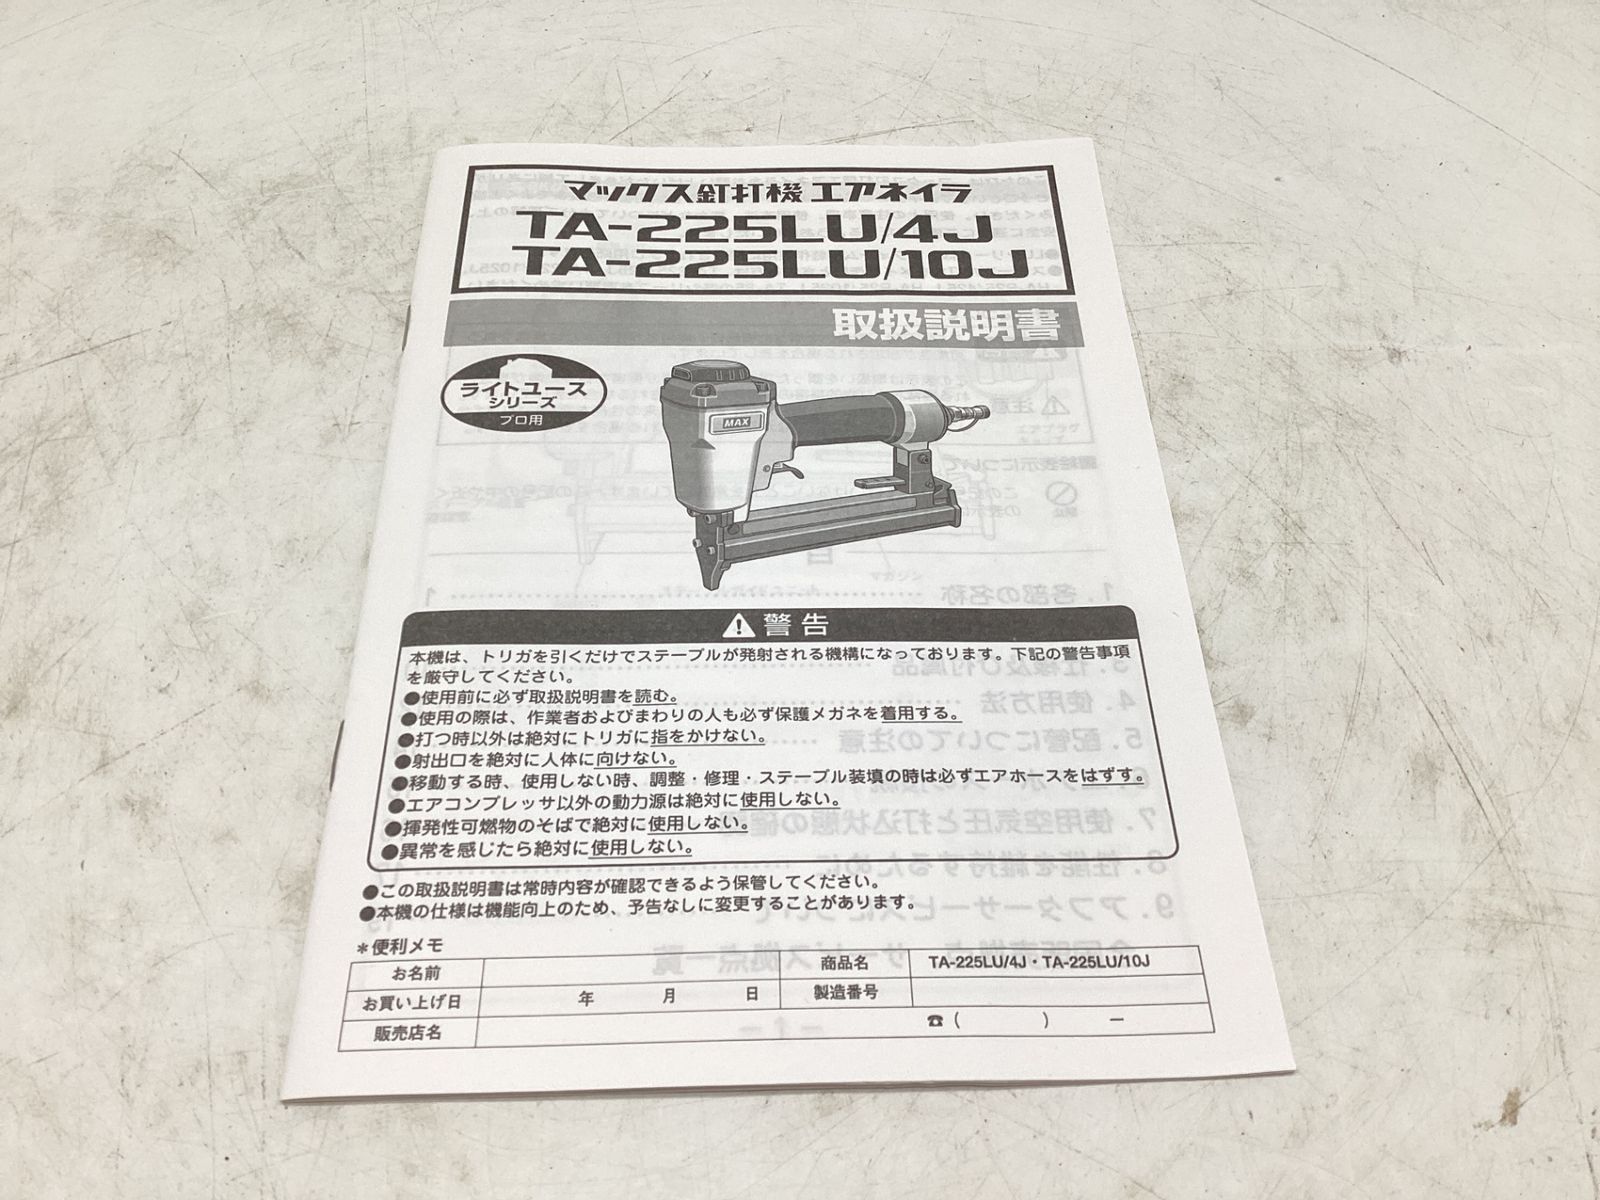 マックス釘打機 エアネイラ
TA-225LU/4J
TA-225LU/10J
取扱説明書
ライトユース
シリーズ
プロ用
MAX
警告
本機は、トリガを引くだけでステープルが発射される機構になっております。下記の警告事項
を厳守してください。
●使用前に必ず取扱説明書を読む。
●使用の際は、作業者およびまわりの人も必ず保護メガネを着用する。
●打つ時以外は絶対にトリガに指をかけない。
●射出口を絶対に人体に向けない。
●移動する時、使用しない時、調整・修理・ステープル装填の時は必ずエアホースをはずす。
●エアコンプレッサ以外の動力源は絶対に使用しない。
●揮発性可燃物のそばで絶対に使用しない。
●異常を感じたら絶対に使用しない。
●この取扱説明書は常時内容が確認できるよう保管してください。
●本機の仕様は機能向上のため、予告なしに変更することがあります。
＊便利メモ
お名前 商品名 TA-225LU/4J・TA-225LU/10J
お買い上げ日 年 月 日 製造番号
販売店名 ☎ ( ) ー